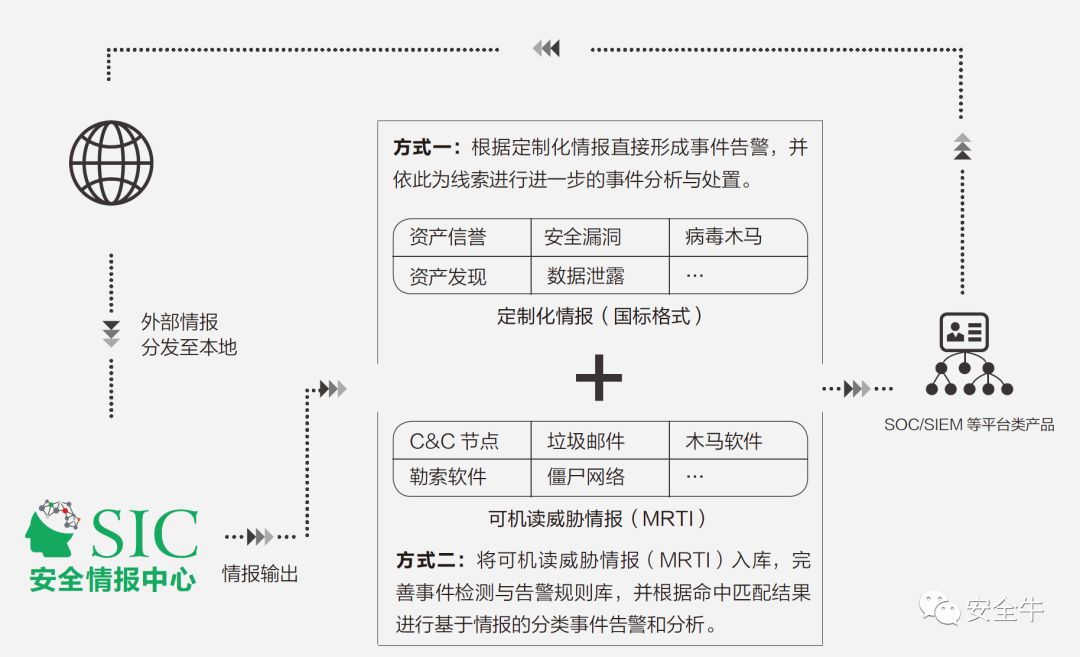 方式一：根据定制化情报直接形成事件告警，并
依此为线索进行进一步的事件分析与处置。
资产信誉 安全漏洞 病毒木马
资产发现 数据泄露 …
定制化情报（国标格式）
外部情报
分发至本地
C&C 节点 垃圾邮件 木马软件
勒索软件 僵尸网络 …
可机读威胁情报（MRTI）
方式二：将可机读威胁情报（MRTI）入库，完
善事件检测与告警规则库，并根据命中匹配结果
进行基于情报的分类事件告警和分析。
SOC/SIEM 等平台类产品
SIC
安全情报中心
情报输出
安全牛